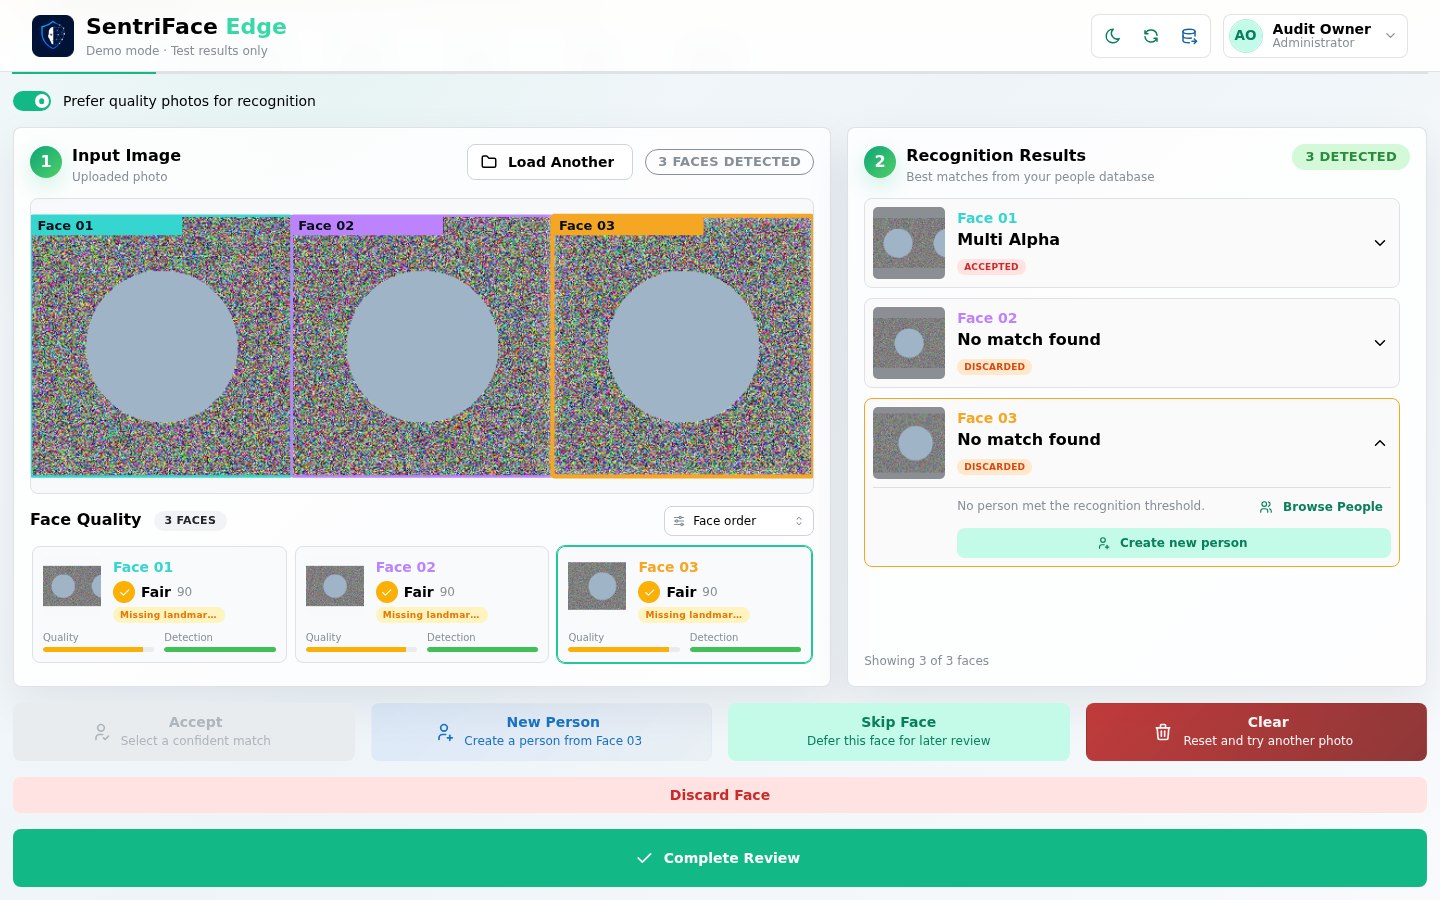 SentriFace Edge
Demo mode · Test results only
AO
Audit Owner
Administrator
Prefer quality photos for recognition
1
Input Image
Uploaded photo
Load Another
3 FACES DETECTED
Face 01
Face 02
Face 03
Face Quality
3 FACES
Face order
Face 01
Fair 90
Missing landmar...
Quality
Detection
Face 02
Fair 90
Missing landmar...
Quality
Detection
Face 03
Fair 90
Missing landmar...
Quality
Detection
2
Recognition Results
Best matches from your people database
3 DETECTED
Face 01
Multi Alpha
ACCEPTED
Face 02
No match found
DISCARDED
Face 03
No match found
DISCARDED
No person met the recognition threshold.
Browse People
Create new person
Showing 3 of 3 faces
Accept
Select a confident match
New Person
Create a person from Face 03
Skip Face
Defer this face for later review
Clear
Reset and try another photo
Discard Face
Complete Review